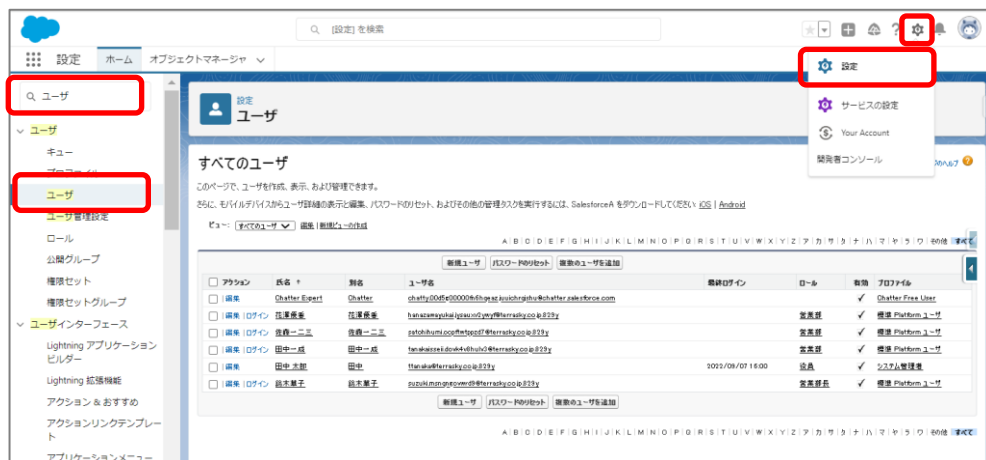 [設定] を検索
設定 ホーム オブジェクトマネージャ
設定
サービスの設定
Your Account
開発者コンソール
ユーザ
ユーザ
キュー
プロファイル
ユーザ
ユーザ管理設定
ロール
公開グループ
権限セット
権限セットグループ
ユーザインターフェース
Lightning アプリケーション
ビルダー
Lightning 拡張機能
アクション & おすすめ
アクションリンクテンプレー
ト
アプリケーションメニュー
設定
ユーザ
すべてのユーザ
このページで、ユーザを作成、表示、および管理できます。
さらに、モバイルデバイスからユーザ詳細の表示と編集、パスワードのリセット、およびその他の管理タスクを実行するには、SalesforceA をダウンロードしてください: iOS | Android
ビュー: すべてのユーザ 編集 | 新規ビューの作成
A | B | C | D | E | F | G | H | I | J | K | L | M | N | O | P | Q | R | S | T | U | V | W | X | Y | Z | ア | カ | サ | タ | ナ | ハ | マ | ヤ | ラ | ワ | その他 | すべて
新規ユーザ パスワードのリセット 複数のユーザを追加
アクション 氏名 ↑ 別名 ユーザ名 最終ログイン ロール 有効 プロファイル
編集 Chatter Expert Chatter ✓ Chatter Free User
編集 | ログイン 花澤優香 花澤優香 営業部 ✓ 標準 Platform ユーザ
編集 | ログイン 佐森一二三 佐森一二三 営業部 ✓ 標準 Platform ユーザ
編集 | ログイン 田中一成 田中一成 営業部 ✓ 標準 Platform ユーザ
編集 田中 太郎 田中 ttanaka@terrasky.co.jp.829y 2022/09/07 16:00 役員 ✓ システム管理者
編集 | ログイン 鈴木菓子 鈴木菓子 営業部長 ✓ 標準 Platform ユーザ
新規ユーザ パスワードのリセット 複数のユーザを追加
A | B | C | D | E | F | G | H | I | J | K | L | M | N | O | P | Q | R | S | T | U | V | W | X | Y | Z | ア | カ | サ | タ | ナ | ハ | マ | ヤ | ラ | ワ | その他 | すべて